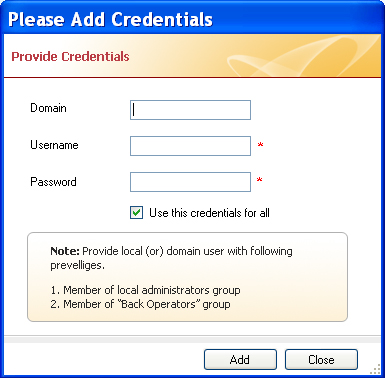 Please Add Credentials
Provide Credentials
Domain
Username *
Password *
Use this credentials for all
Note: Provide local (or) domain user with following
prevelliges.
1. Member of local administrators group
2. Member of "Back Operators" group
Add Close